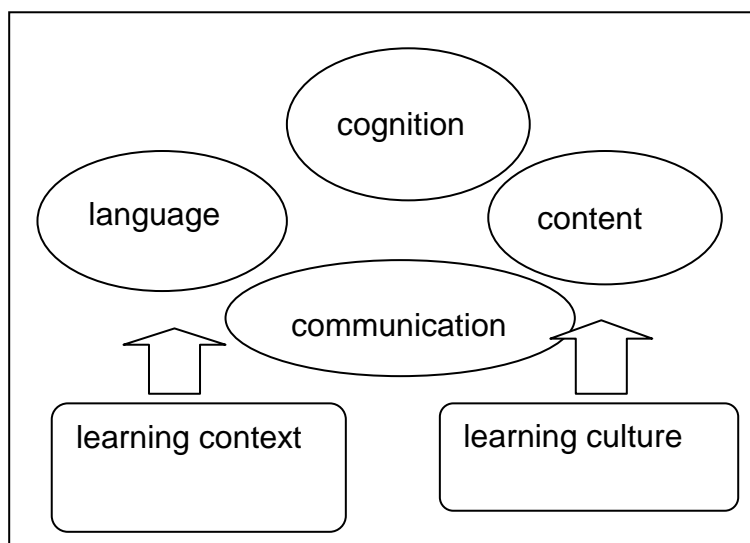 cognition
language
content
communication
learning context
learning culture